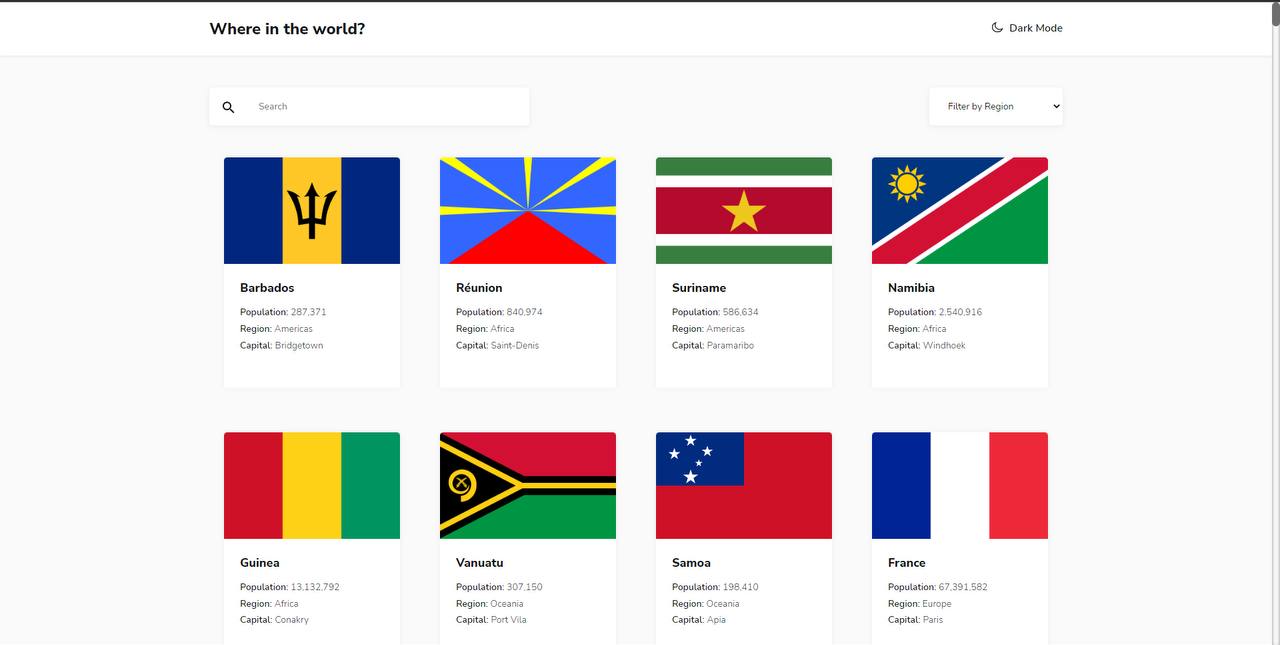 Where in the world?
Dark Mode
Search
Filter by Region
Barbados
Population: 287,371
Region: Americas
Capital: Bridgetown
Réunion
Population: 840,974
Region: Africa
Capital: Saint-Denis
Suriname
Population: 586,634
Region: Americas
Capital: Paramaribo
Namibia
Population: 2,540,916
Region: Africa
Capital: Windhoek
Guinea
Population: 13,132,792
Region: Africa
Capital: Conakry
Vanuatu
Population: 307,150
Region: Oceania
Capital: Port Vila
Samoa
Population: 198,410
Region: Oceania
Capital: Apia
France
Population: 67,391,582
Region: Europe
Capital: Paris